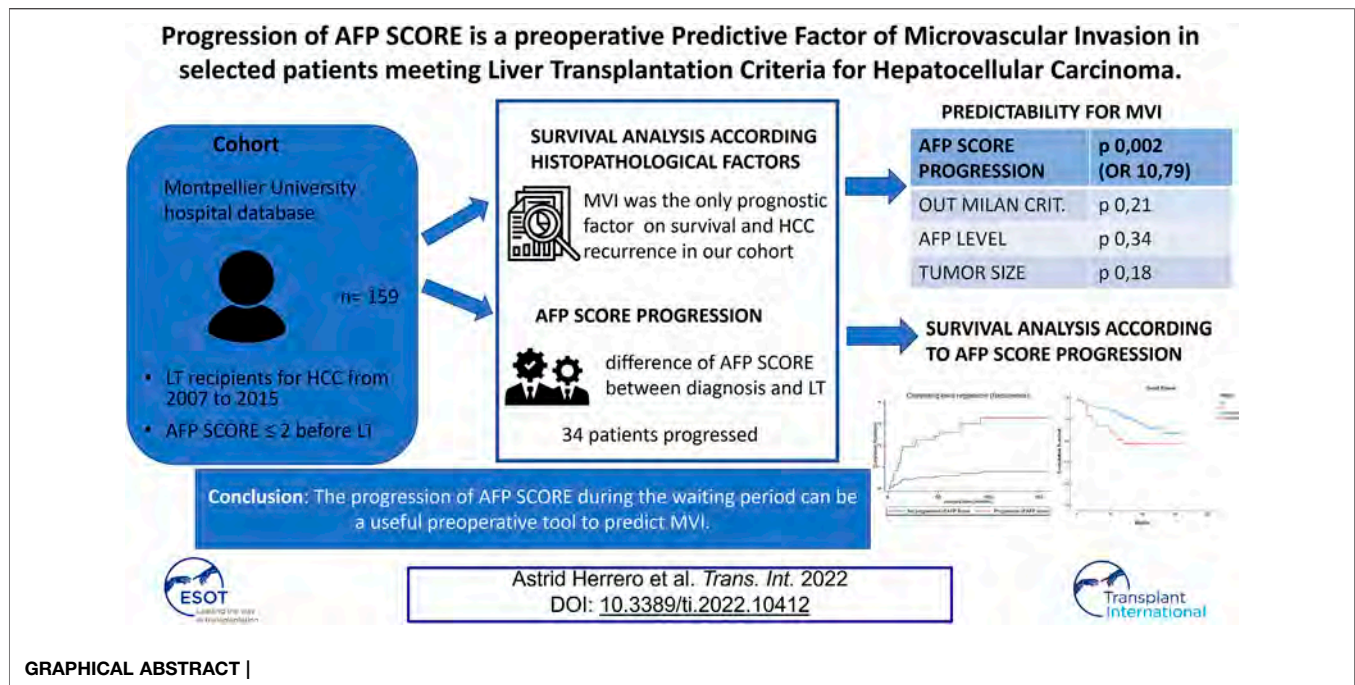 Progression of AFP SCORE is a preoperative Predictive Factor of Microvascular Invasion in
selected patients meeting Liver Transplantation Criteria for Hepatocellular Carcinoma.
Cohort
Montpellier University
hospital database
n= 159
• LT recipients for HCC from
2007 to 2015
• AFP SCORE ≤ 2 before LT
SURVIVAL ANALYSIS ACCORDING
HISTOPATHOLOGICAL FACTORS
MVI was the only prognostic
factor on survival and HCC
recurrence in our cohort
AFP SCORE PROGRESSION
difference of AFP SCORE
between diagnosis and LT
34 patients progressed
PREDICTABILITY FOR MVI
AFP SCORE PROGRESSION p 0,002 (OR 10,79)
OUT MILAN CRIT. p 0,21
AFP LEVEL p 0,34
TUMOR SIZE p 0,18
SURVIVAL ANALYSIS ACCORDING
TO AFP SCORE PROGRESSION
Conclusion: The progression of AFP SCORE during the waiting period can be
a useful preoperative tool to predict MVI.
ESOT
Leading the way
in transplantation
Astrid Herrero et al. Trans. Int. 2022
DOI: 10.3389/ti.2022.10412
Transplant
International
GRAPHICAL ABSTRACT |